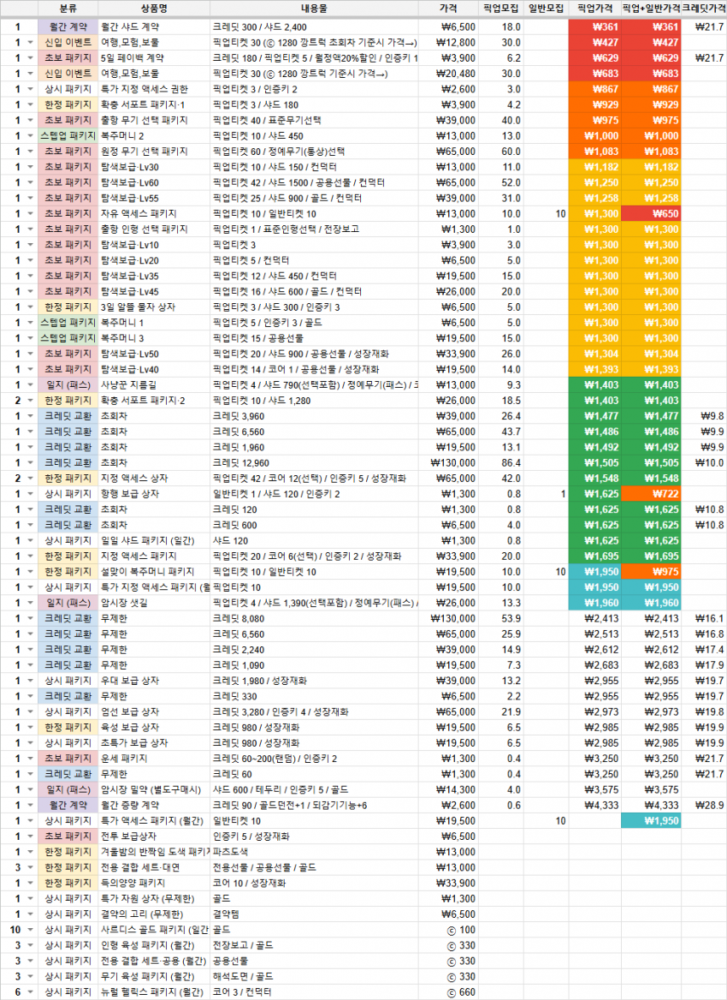 분류 상품명 내용물 가격 픽업모집 일반모집 픽업가격 픽업+일반가격 크레딧가격
1 월간 계약 월간 샤드 계약 크레딧 300 / 샤드 2,400 ₩6,500 18.0 ₩361 ₩361 ₩21.7
1 신입 이벤트 여행,모험,보물 픽업티켓 30 (ⓒ 1280 깡트럭 초회차 기준시 가격→) ₩12,800 30.0 ₩427 ₩427
1 초보 패키지 5일 페이백 계약 크레딧 180 / 픽업티켓 5 / 월정액20%할인 / 인증키 1 ₩3,900 6.2 ₩629 ₩629 ₩21.7
1 신입 이벤트 여행,모험,보물 픽업티켓 30 (ⓒ 1280 깡트럭 기준시 가격→) ₩20,480 30.0 ₩683 ₩683
1 상시 패키지 특가 지정 액세스 권한 픽업티켓 3 / 인증키 2 ₩2,600 3.0 ₩867 ₩867
1 한정 패키지 확충 서포트 패키지·1 픽업티켓 3 / 샤드 180 ₩3,900 4.2 ₩929 ₩929
1 초보 패키지 출항 무기 선택 패키지 픽업티켓 40 / 표준무기선택 ₩39,000 40.0 ₩975 ₩975
1 스텝업 패키지 복주머니 2 픽업티켓 10 / 샤드 450 ₩13,000 13.0 ₩1,000 ₩1,000
1 초보 패키지 원정 무기 선택 패키지 픽업티켓 60 / 정예무기(통상)선택 ₩65,000 60.0 ₩1,083 ₩1,083
1 초보 패키지 탐색보급·Lv30 픽업티켓 10 / 샤드 150 / 컨덕터 ₩13,000 11.0 ₩1,182 ₩1,182
1 초보 패키지 탐색보급·Lv60 픽업티켓 42 / 샤드 1500 / 공용선물 / 컨덕터 ₩65,000 52.0 ₩1,250 ₩1,250
1 초보 패키지 탐색보급·Lv55 픽업티켓 25 / 샤드 900 / 골드 / 컨덕터 ₩39,000 31.0 ₩1,258 ₩1,258
1 초보 패키지 자유 액세스 패키지 픽업티켓 10 / 일반티켓 10 ₩13,000 10.0 10 ₩1,300 ₩650
1 초보 패키지 출항 인형 선택 패키지 픽업티켓 1 / 표준인형선택 / 전장보고 ₩1,300 1.0 ₩1,300 ₩1,300
1 초보 패키지 탐색보급·Lv10 픽업티켓 3 ₩3,900 3.0 ₩1,300 ₩1,300
1 초보 패키지 탐색보급·Lv20 픽업티켓 5 / 컨덕터 ₩6,500 5.0 ₩1,300 ₩1,300
1 초보 패키지 탐색보급·Lv35 픽업티켓 12 / 샤드 450 / 컨덕터 ₩19,500 15.0 ₩1,300 ₩1,300
1 초보 패키지 탐색보급·Lv45 픽업티켓 16 / 샤드 600 / 골드 / 컨덕터 ₩26,000 20.0 ₩1,300 ₩1,300
1 한정 패키지 3일 알뜰 물자 상자 픽업티켓 3 / 샤드 300 / 인증키 3 ₩6,500 5.0 ₩1,300 ₩1,300
1 스텝업 패키지 복주머니 1 픽업티켓 5 / 인증키 3 / 골드 ₩6,500 5.0 ₩1,300 ₩1,300
1 스텝업 패키지 복주머니 3 픽업티켓 15 / 공용선물 ₩19,500 15.0 ₩1,300 ₩1,300
1 초보 패키지 탐색보급·Lv50 픽업티켓 20 / 샤드 900 / 공용선물 / 성장재화 ₩33,900 26.0 ₩1,304 ₩1,304
1 초보 패키지 탐색보급·Lv40 픽업티켓 14 / 코어 1 / 공용선물 / 성장재화 ₩19,500 14.0 ₩1,393 ₩1,393
1 일지 (패스) 사냥꾼 지름길 픽업티켓 4 / 샤드 790(선택포함) / 정예무기(패스) / ₩13,000 9.3 ₩1,403 ₩1,403
2 한정 패키지 확충 서포트 패키지·2 픽업티켓 10 / 샤드 1,280 ₩26,000 18.5 ₩1,403 ₩1,403
1 크레딧 교환 초회차 크레딧 3,960 ₩39,000 26.4 ₩1,477 ₩1,477 ₩9.8
1 크레딧 교환 초회차 크레딧 6,560 ₩65,000 43.7 ₩1,486 ₩1,486 ₩9.9
1 크레딧 교환 초회차 크레딧 1,960 ₩19,500 13.1 ₩1,492 ₩1,492 ₩9.9
1 크레딧 교환 초회차 크레딧 12,960 ₩130,000 86.4 ₩1,505 ₩1,505 ₩10.0
2 한정 패키지 지정 액세스 상자 픽업티켓 42 / 코어 12(선택) / 인증키 5 / 성장재화 ₩65,000 42.0 ₩1,548 ₩1,548
1 상시 패키지 항행 보급 상자 일반티켓 1 / 샤드 120 / 인증키 2 ₩1,300 0.8 1 ₩1,625 ₩722
1 크레딧 교환 초회차 크레딧 120 ₩1,300 0.8 ₩1,625 ₩1,625 ₩10.8
1 크레딧 교환 초회차 크레딧 600 ₩6,500 4.0 ₩1,625 ₩1,625 ₩10.8
1 상시 패키지 일일 샤드 패키지 (일간) 샤드 120 ₩1,300 0.8 ₩1,625 ₩1,625
1 한정 패키지 지정 액세스 패키지 픽업티켓 20 / 코어 6(선택) / 인증키 2 / 성장재화 ₩33,900 20.0 ₩1,695 ₩1,695
1 한정 패키지 설맞이 복주머니 패키지 픽업티켓 10 / 일반티켓 10 ₩19,500 10.0 10 ₩1,950 ₩975
1 상시 패키지 특가 지정 액세스 패키지 (월 픽업티켓 10 ₩19,500 10.0 ₩1,950 ₩1,950
1 일지 (패스) 암시장 샛길 픽업티켓 4 / 샤드 1,390(선택포함) / 정예무기(패스) / ₩26,000 13.3 ₩1,960 ₩1,960
1 크레딧 교환 무제한 크레딧 8,080 ₩130,000 53.9 ₩2,413 ₩2,413 ₩16.1
1 크레딧 교환 무제한 크레딧 6,560 ₩65,000 25.9 ₩2,513 ₩2,513 ₩16.8
1 크레딧 교환 무제한 크레딧 2,240 ₩39,000 14.9 ₩2,612 ₩2,612 ₩17.4
1 크레딧 교환 무제한 크레딧 1,090 ₩19,500 7.3 ₩2,683 ₩2,683 ₩17.9
1 상시 패키지 우대 보급 상자 크레딧 1,980 / 성장재화 ₩39,000 13.2 ₩2,955 ₩2,955 ₩19.7
1 크레딧 교환 무제한 크레딧 330 ₩6,500 2.2 ₩2,955 ₩2,955 ₩19.7
1 상시 패키지 엄선 보급 상자 크레딧 3,280 / 인증키 4 / 성장재화 ₩65,000 21.9 ₩2,973 ₩2,973 ₩19.8
1 한정 패키지 육성 보급 상자 크레딧 980 / 성장재화 ₩19,500 6.5 ₩2,985 ₩2,985 ₩19.9
1 상시 패키지 초특가 보급 상자 크레딧 980 / 성장재화 ₩19,500 6.5 ₩2,985 ₩2,985 ₩19.9
1 초보 패키지 운세 패키지 크레딧 60~200(랜덤) / 인증키 2 ₩1,300 0.4 ₩3,250 ₩3,250 ₩21.7
1 크레딧 교환 무제한 크레딧 60 ₩1,300 0.4 ₩3,250 ₩3,250 ₩21.7
1 일지 (패스) 암시장 밀약 (별도구매시) 샤드 600 / 테두리 / 인증키 5 / 골드 ₩14,300 4.0 ₩3,575 ₩3,575
1 월간 계약 월간 증량 계약 크레딧 90 / 골드던전+1 / 되감기기능+6 ₩2,600 0.6 ₩4,333 ₩4,333 ₩28.9
1 상시 패키지 특가 액세스 패키지 (월간) 일반티켓 10 ₩19,500 10 ₩1,950
1 초보 패키지 전투 보급상자 인증키 5 / 성장재화 ₩6,500
1 한정 패키지 겨울밤의 반짝임 도색 패키지 파츠도색 ₩13,000
3 한정 패키지 전용 결합 세트·대연 전용선물 / 공용선물 / 골드 ₩13,000
1 한정 패키지 득의양양 패키지 코어 10 / 성장재화 ₩33,900
1 상시 패키지 특가 자원 상자 (무제한) 골드 ₩1,300
1 상시 패키지 결약의 고리 (무제한) 결약템 ₩6,500
10 상시 패키지 사르디스 골드 패키지 (일간 골드 ⓒ 100
3 상시 패키지 인형 육성 패키지 (월간) 전장보고 / 골드 ⓒ 330
3 상시 패키지 전용 결합 세트·공용 (월간) 공용선물 ⓒ 330
3 상시 패키지 무기 육성 패키지 (월간) 해석도면 / 골드 ⓒ 330
6 상시 패키지 뉴럴 헬릭스 패키지 (월간) 코어 3 / 컨덕터 ⓒ 660